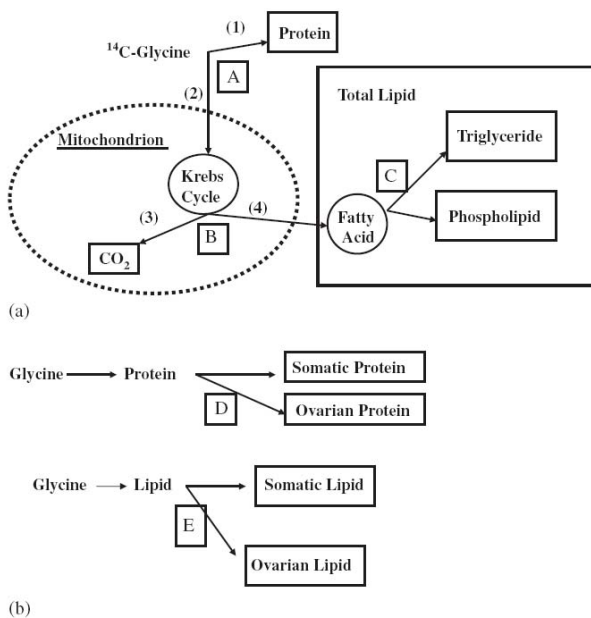 (1)
Protein
¹⁴C-Glycine
A
(2)
Total Lipid
Mitochondrion
Triglyceride
Krebs
Cycle
C
(3)
(4)
B
Fatty
Acid
Phospholipid
CO₂
(a)
Glycine
Protein
Somatic Protein
D
Ovarian Protein
Glycine
Lipid
Somatic Lipid
E
Ovarian Lipid
(b)